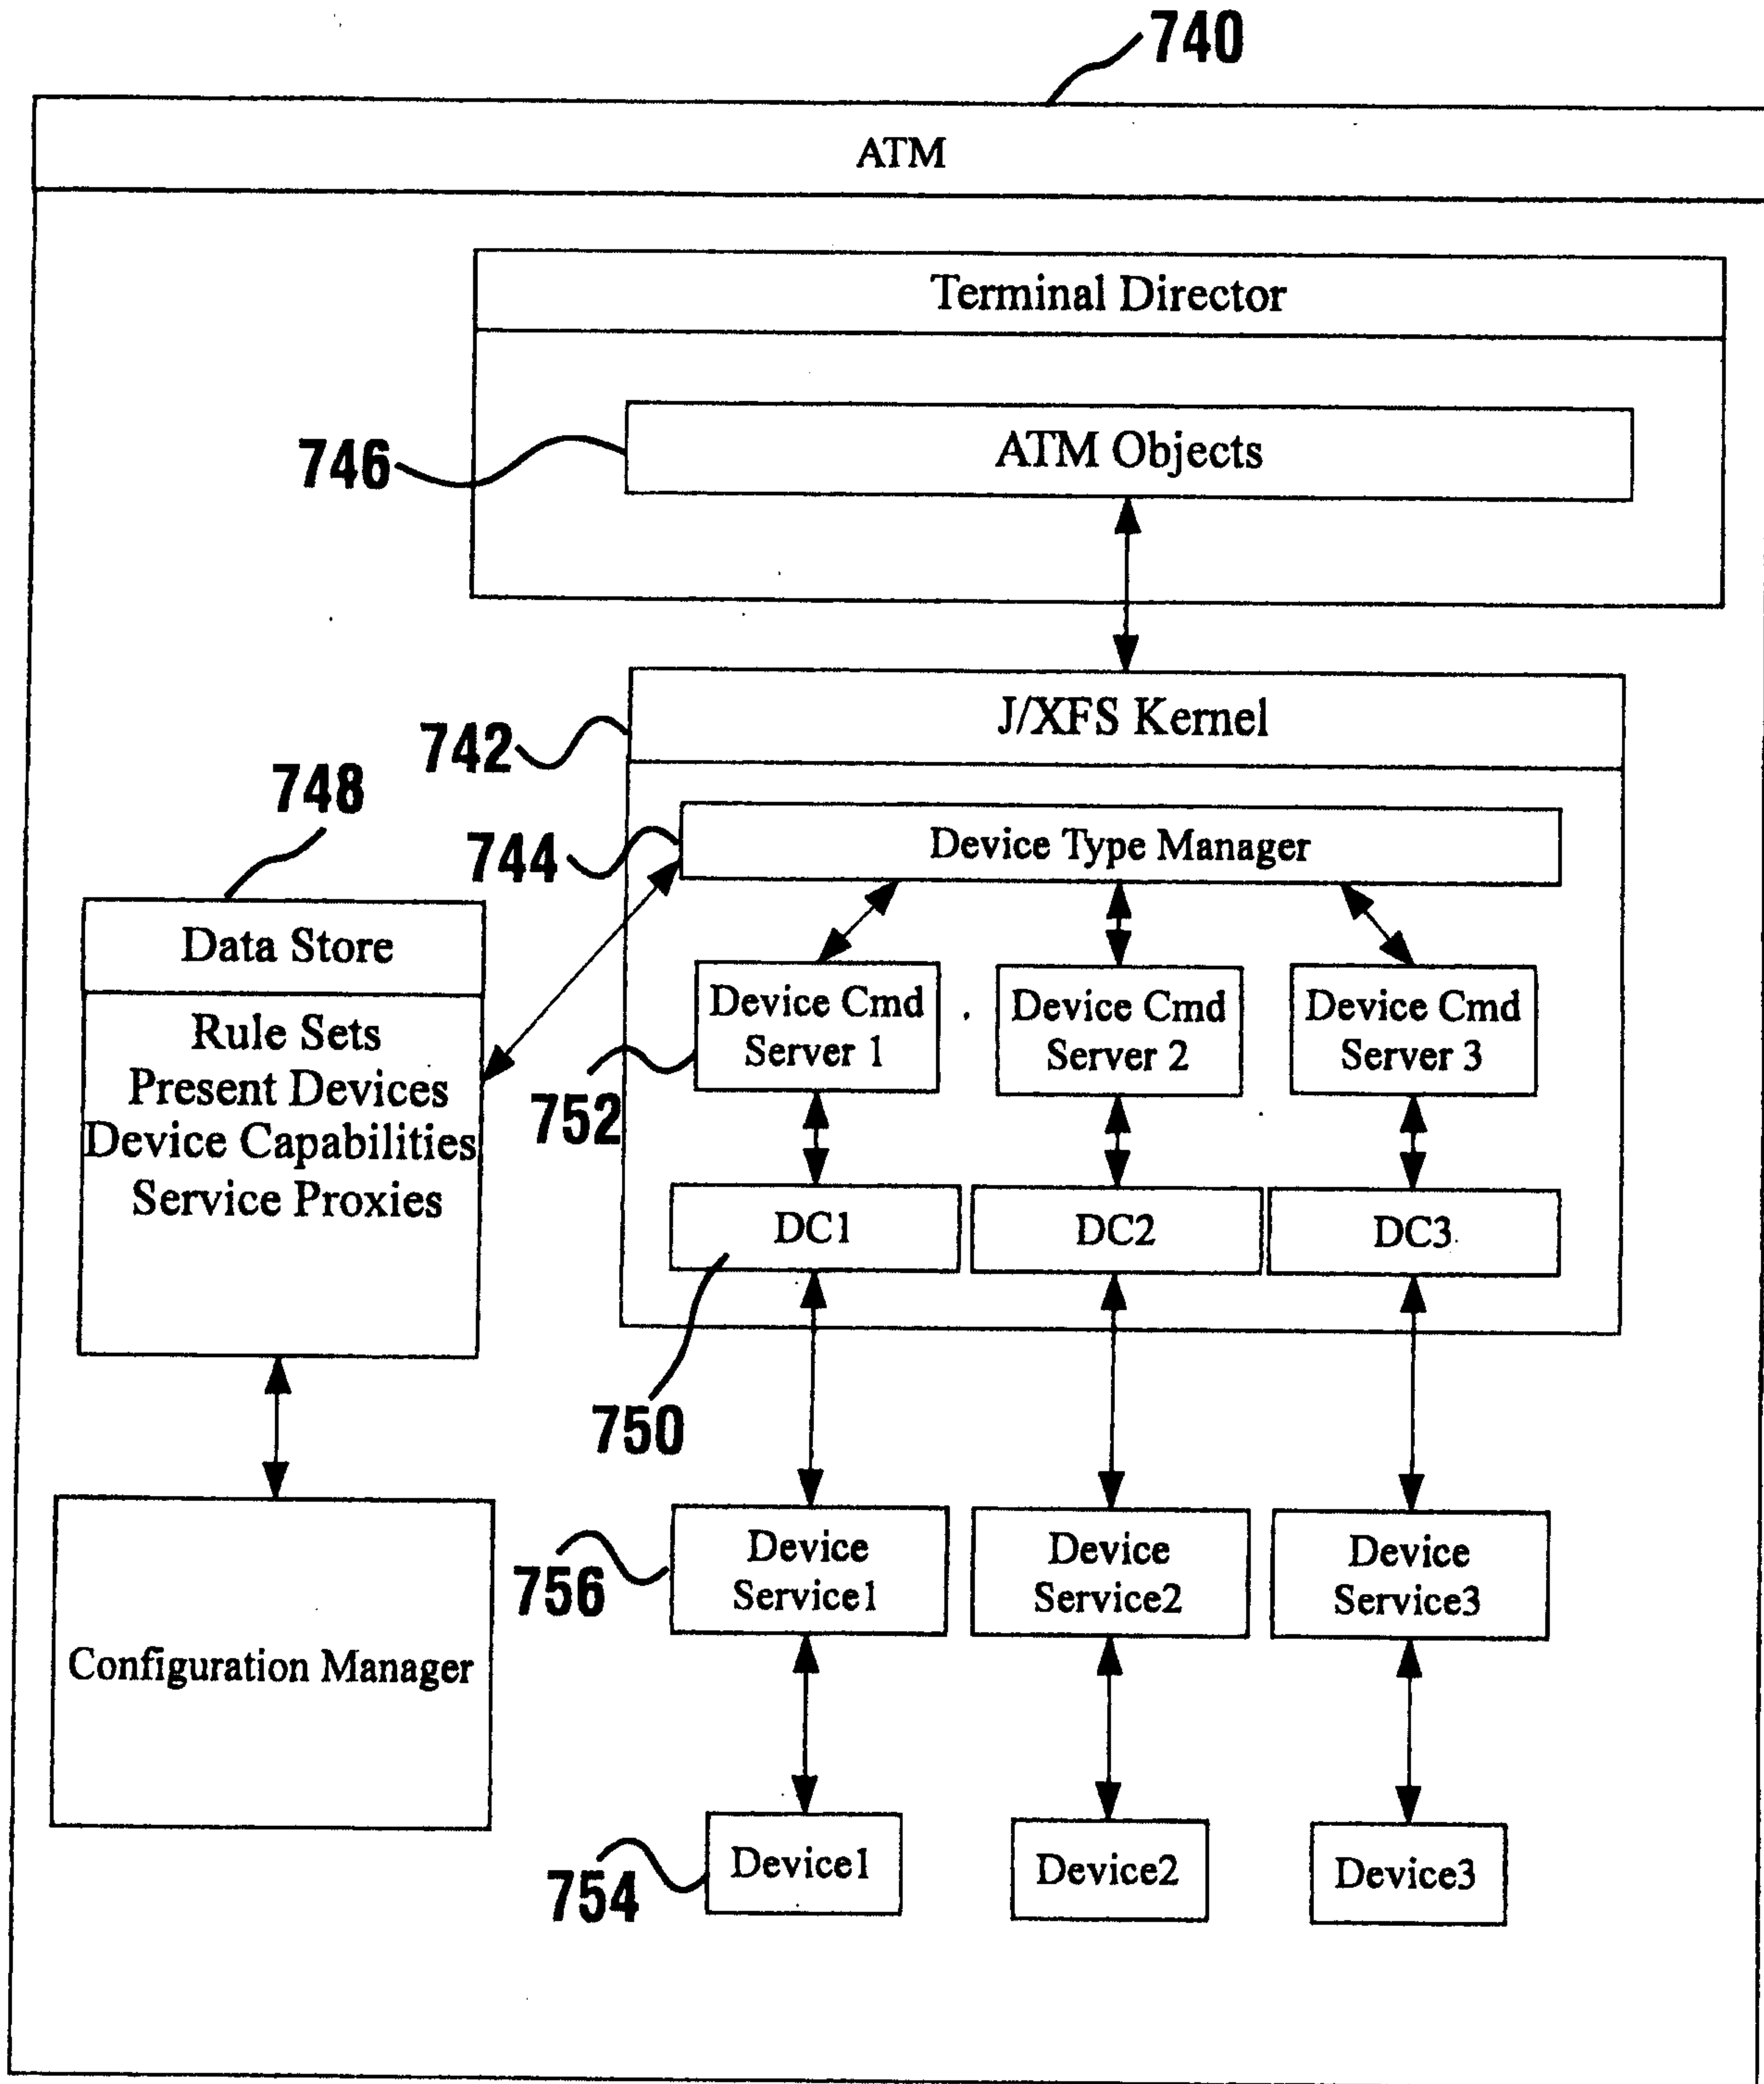 740
ATM
Terminal Director
746
ATM Objects
742
J/XFS Kernel
748
744
Device Type Manager
Data Store
Rule Sets
Present Devices
Device Capabilities
Service Proxies
Device Cmd
Server 1
Device Cmd
Server 2
Device Cmd
Server 3
752
DC1
DC2
DC3
750
Configuration Manager
756
Device
Service1
Device
Service2
Device
Service3
754
Device1
Device2
Device3